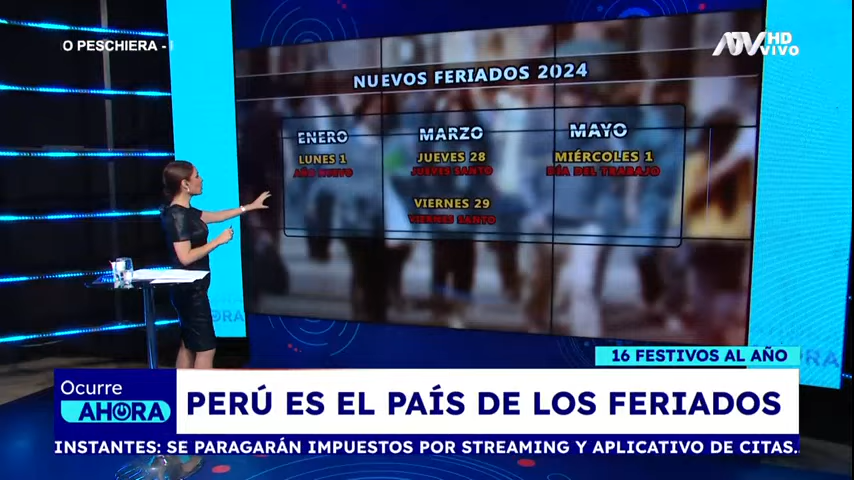 O PESCHIERA -
ATV HD
VIVO
NUEVOS FERIADOS 2024
ENERO
LUNES 1
AÑO NUEVO
MARZO
JUEVES 28
JUEVES SANTO
VIERNES 29
VIERNES SANTO
MAYO
MIÉRCOLES 1
DÍA DEL TRABAJO
ORA
ORA
16 FESTIVOS AL AÑO
Ocurre
AHORA
PERÚ ES EL PAÍS DE LOS FERIADOS
INSTANTES: SE PARAGARÁN IMPUESTOS POR STREAMING Y APLICATIVO DE CITAS..